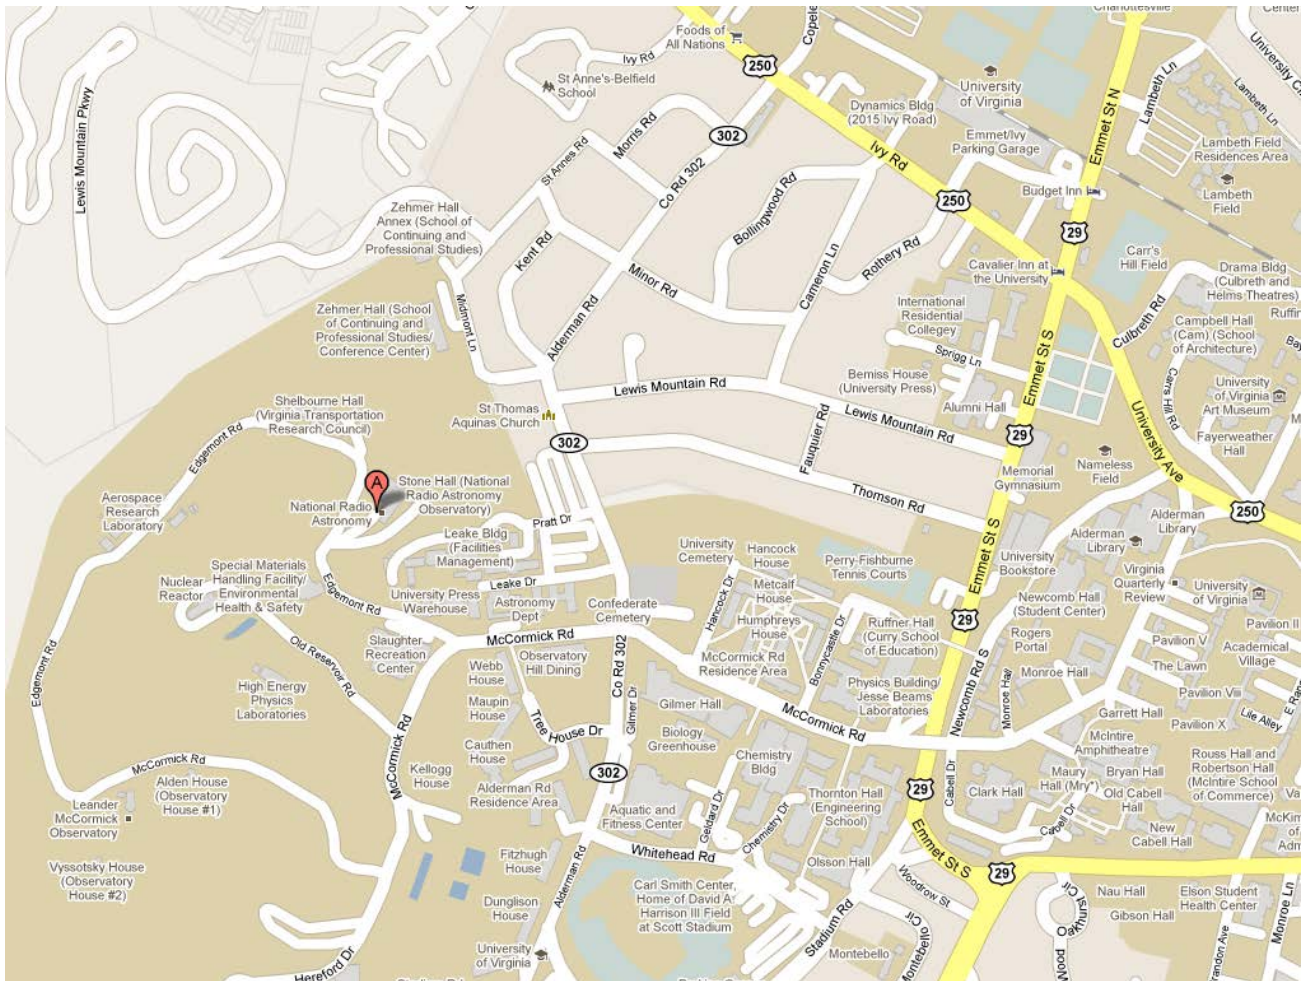 Charlottesville
Center
Foods of
All Nations
Ivy Rd
St Anne's-Belfield
School
250
University
of Virginia
Lambeth Ln
Lambeth Ln
Emmet St N
Lewis Mountain Pkwy
Morris Rd
302
Dynamics Bldg
(2015 Ivy Road)
Emmet/Ivy
Parking Garage
Lambeth Field
Residences Area
St Annes Rd
Co Rd 302
Ivy Rd
Bollingwood Rd
250
Budget Inn
Lambeth
Field
Zehmer Hall
Annex (School of
Continuing and
Professional Studies)
Kent Rd
Minor Rd
Cameron Ln
Rothery Rd
29
Carr's
Hill Field
Cavalier Inn at
the University
Drama Bldg
(Culbreth and
Helms Theatres)
Midmont Ln
Zehmer Hall (School
of Continuing and
Professional Studies/
Conference Center)
Alderman Rd
International
Residential
Collegey
Culbreth Rd
Campbell Hall
(Cam) (School
of Architecture)
Sprigg Ln
Emmet St S
Bemiss House
(University Press)
Lewis Mountain Rd
Carrs Hill Rd
University of
Virginia
Art Museum
Shelbourne Hall
(Virginia Transportation
Research Council)
St Thomas
Aquinas Church
Alumni Hall
Lewis Mountain Rd
University Ave
Edgemont Rd
302
Fauquier Rd
29
Fayerweather
Hall
Nameless
Field
Memorial
Gymnasium
A
Stone Hall (National
Radio Astronomy
Observatory)
National Radio
Astronomy
Aerospace
Research
Laboratory
Thomson Rd
250
Pratt Dr
Leake Bldg
(Facilities
Management)
Emmet St S
Alderman
Library
Alderman
Library
University
Cemetery
Hancock
House
University
Bookstore
Perry-Fishburne
Tennis Courts
Special Materials
Handling Facility/
Environmental
Health & Safety
Nuclear
Reactor
Edgemont Rd
Leake Dr
University Press
Warehouse
Astronomy
Dept
Confederate
Cemetery
Hancock Dr
Metcalf
House
Humphreys
House
Bonnycastle Dr
29
Newcomb Hall
(Student Center)
Virginia
Quarterly
Review
University of
Virginia
Ruffner Hall
(Curry School
of Education)
Rogers
Portal
Pavilion II
Pavilion V
Academical
Village
Old Reservoir Rd
Slaughter
Recreation
Center
McCormick Rd
Co Rd 302
Observatory
Hill Dining
Webb
House
McCormick Rd
Residence Area
Newcomb Rd S
Monroe Hall
Monroe Hall
The Lawn
Edgemont Rd
High Energy
Physics
Laboratories
Maupin
House
Tree House Dr
Gilmer Dr
Gilmer Hall
Physics Building/
Jesse Beams
Laboratories
Pavilion Viii
Garrett Hall
Lile Alley
Pavilion X
McCormick Rd
Biology
Greenhouse
McIntire
Amphitheatre
McCormick Rd
Cauthen
House
McCormick Rd
Chemistry
Bldg
Cabell Dr
Bryan Hall
Rouss Hall and
Robertson Hall
(McIntire School
of Commerce)
Kellogg
House
302
29
Maury
Hall (Mry*)
Alden House
(Observatory
House #1)
Alderman Rd
Residence Area
Thornton Hall
(Engineering
School)
Clark Hall
Old Cabell
Hall
Leander
McCormick
Observatory
Aquatic and
Fitness Center
Geldard Dr
Chemistry Dr
Cabell Dr
New
Cabell Hall
Vyssotsky House
(Observatory
House #2)
Fitzhugh
House
Whitehead Rd
Olsson Hall
Emmet St S
29
Woodrow St
Alderman Rd
Dunglison
House
Carl Smith Center,
Home of David A.
Harrison III Field
at Scott Stadium
Nau Hall
Gibson Hall
Elson Student
Health Center
Monroe Ln
Stadium Rd
Montebello Cir
Oakhurst Cir
Hereford Dr
University
of Virginia
Montebello